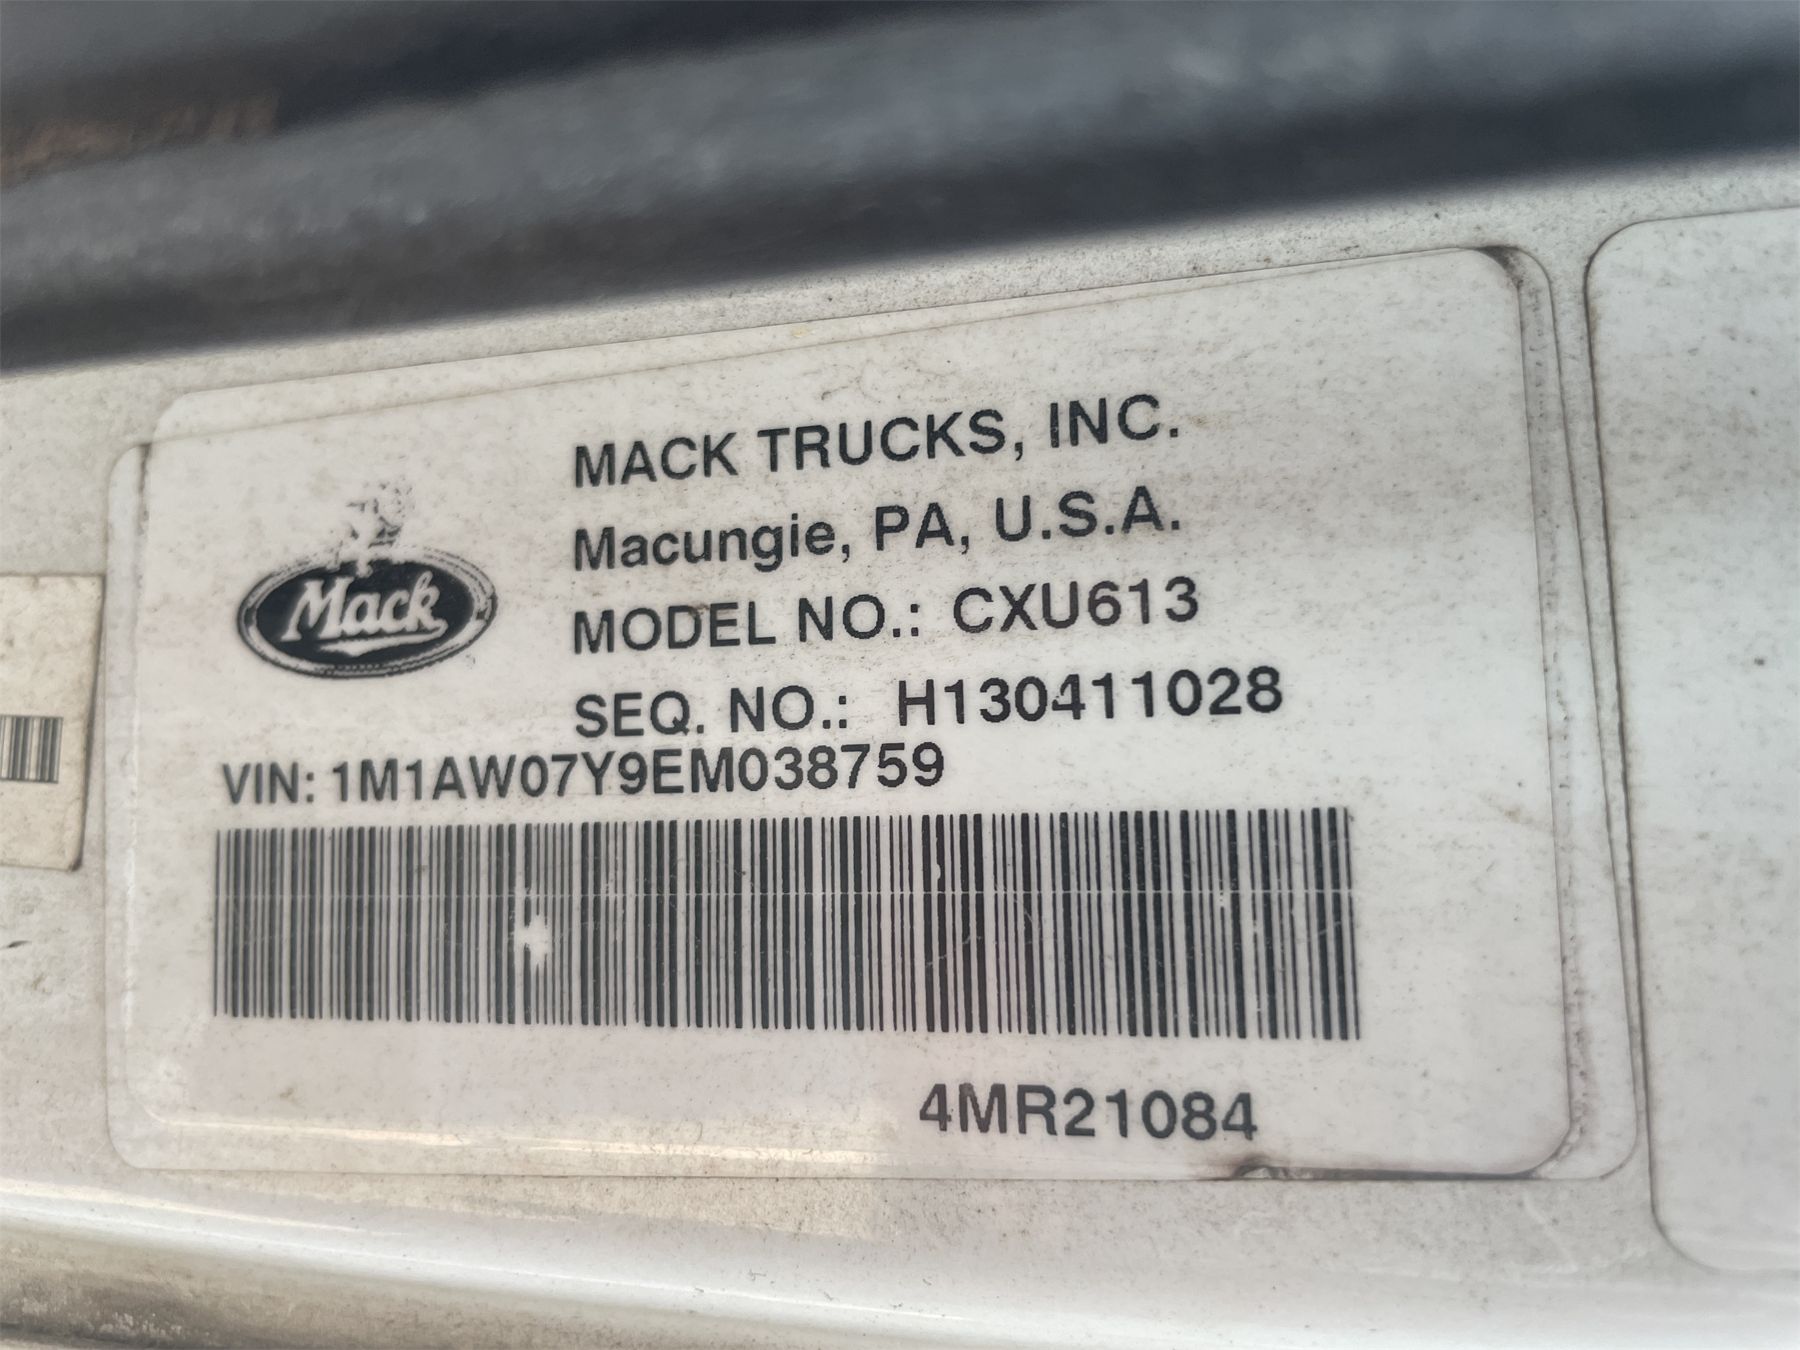 MACK TRUCKS, INC.
Macungie, PA, U.S.A.
Mack
MODEL NO.: CXU613
SEQ. NO.: H130411028
VIN: 1M1AW07Y9EM038759
4MR21084